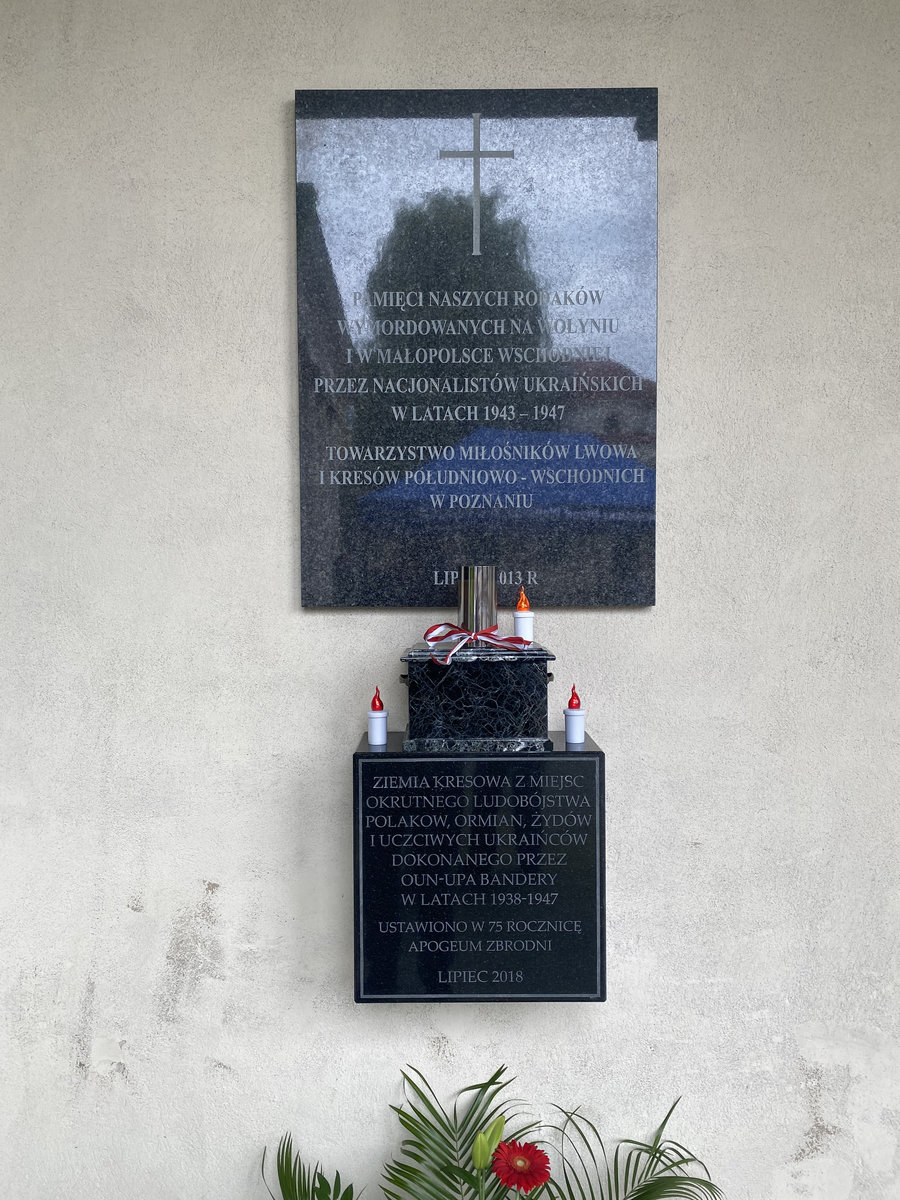 PAMIĘCI NASZYCH RODAKÓW
WYMORDOWANYCH NA WOŁYNIU
I W MAŁOPOLSCE WSCHODNIEJ
PRZEZ NACJONALISTÓW UKRAIŃSKICH
W LATACH 1943 – 1947
TOWARZYSTWO MIŁOŚNIKÓW LWOWA
I KRESÓW POŁUDNIOWO - WSCHODNICH
W POZNANIU
R
ZIEMIA KRESOWA Z MIEJSC
OKRUTNEGO LUDOBÓJSTWA
POLAKOW, ORMIAN, ŻYDÓW
I UCZCIWYCH UKRAIŃCÓW
DOKONANEGO PRZEZ
OUN-UPA BANDERY
W LATACH 1938-1947
USTAWIONO W 75 ROCZNICĘ
APOGEUM ZBRODNI
LIPIEC 2018